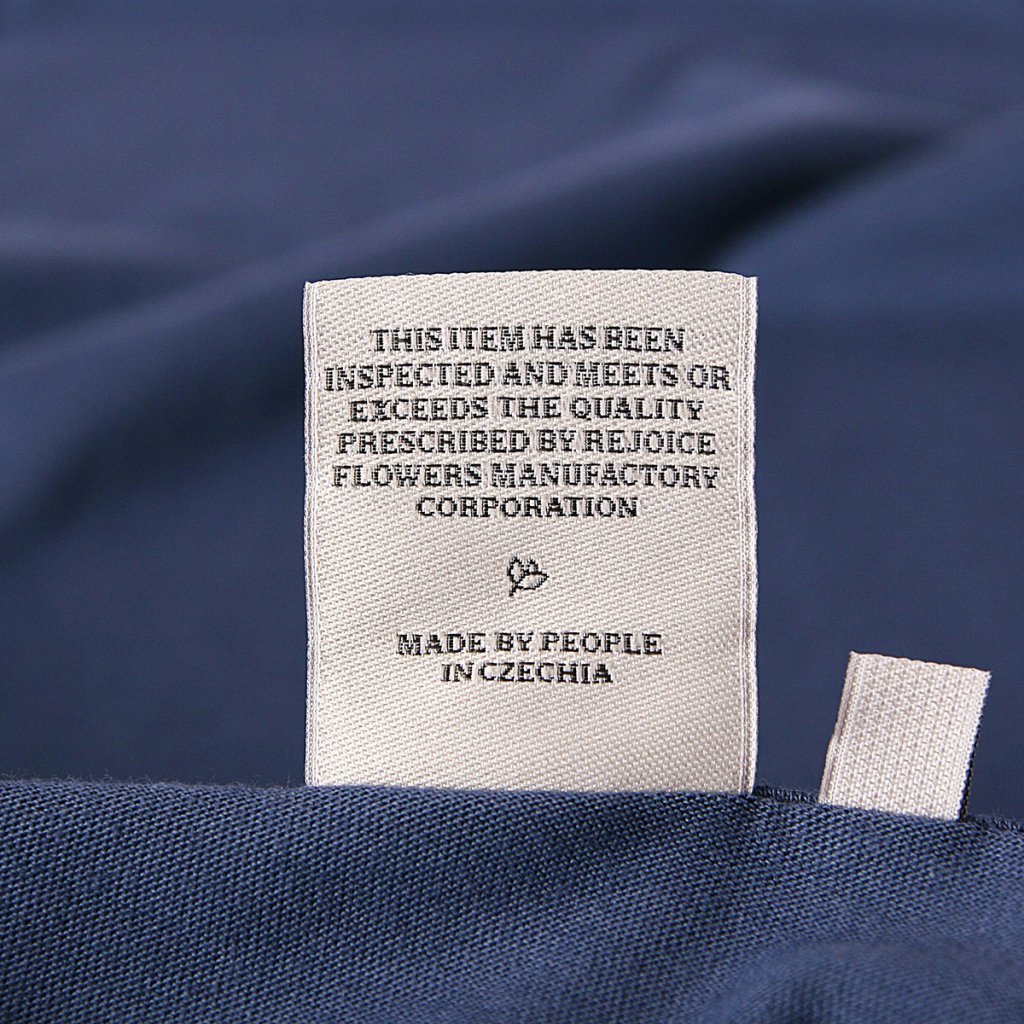 THIS ITEM HAS BEEN
INSPECTED AND MEETS OR
EXCEEDS THE QUALITY
PRESCRIBED BY REJOICE
FLOWERS MANUFACTORY
CORPORATION
MADE BY PEOPLE
IN CZECHIA